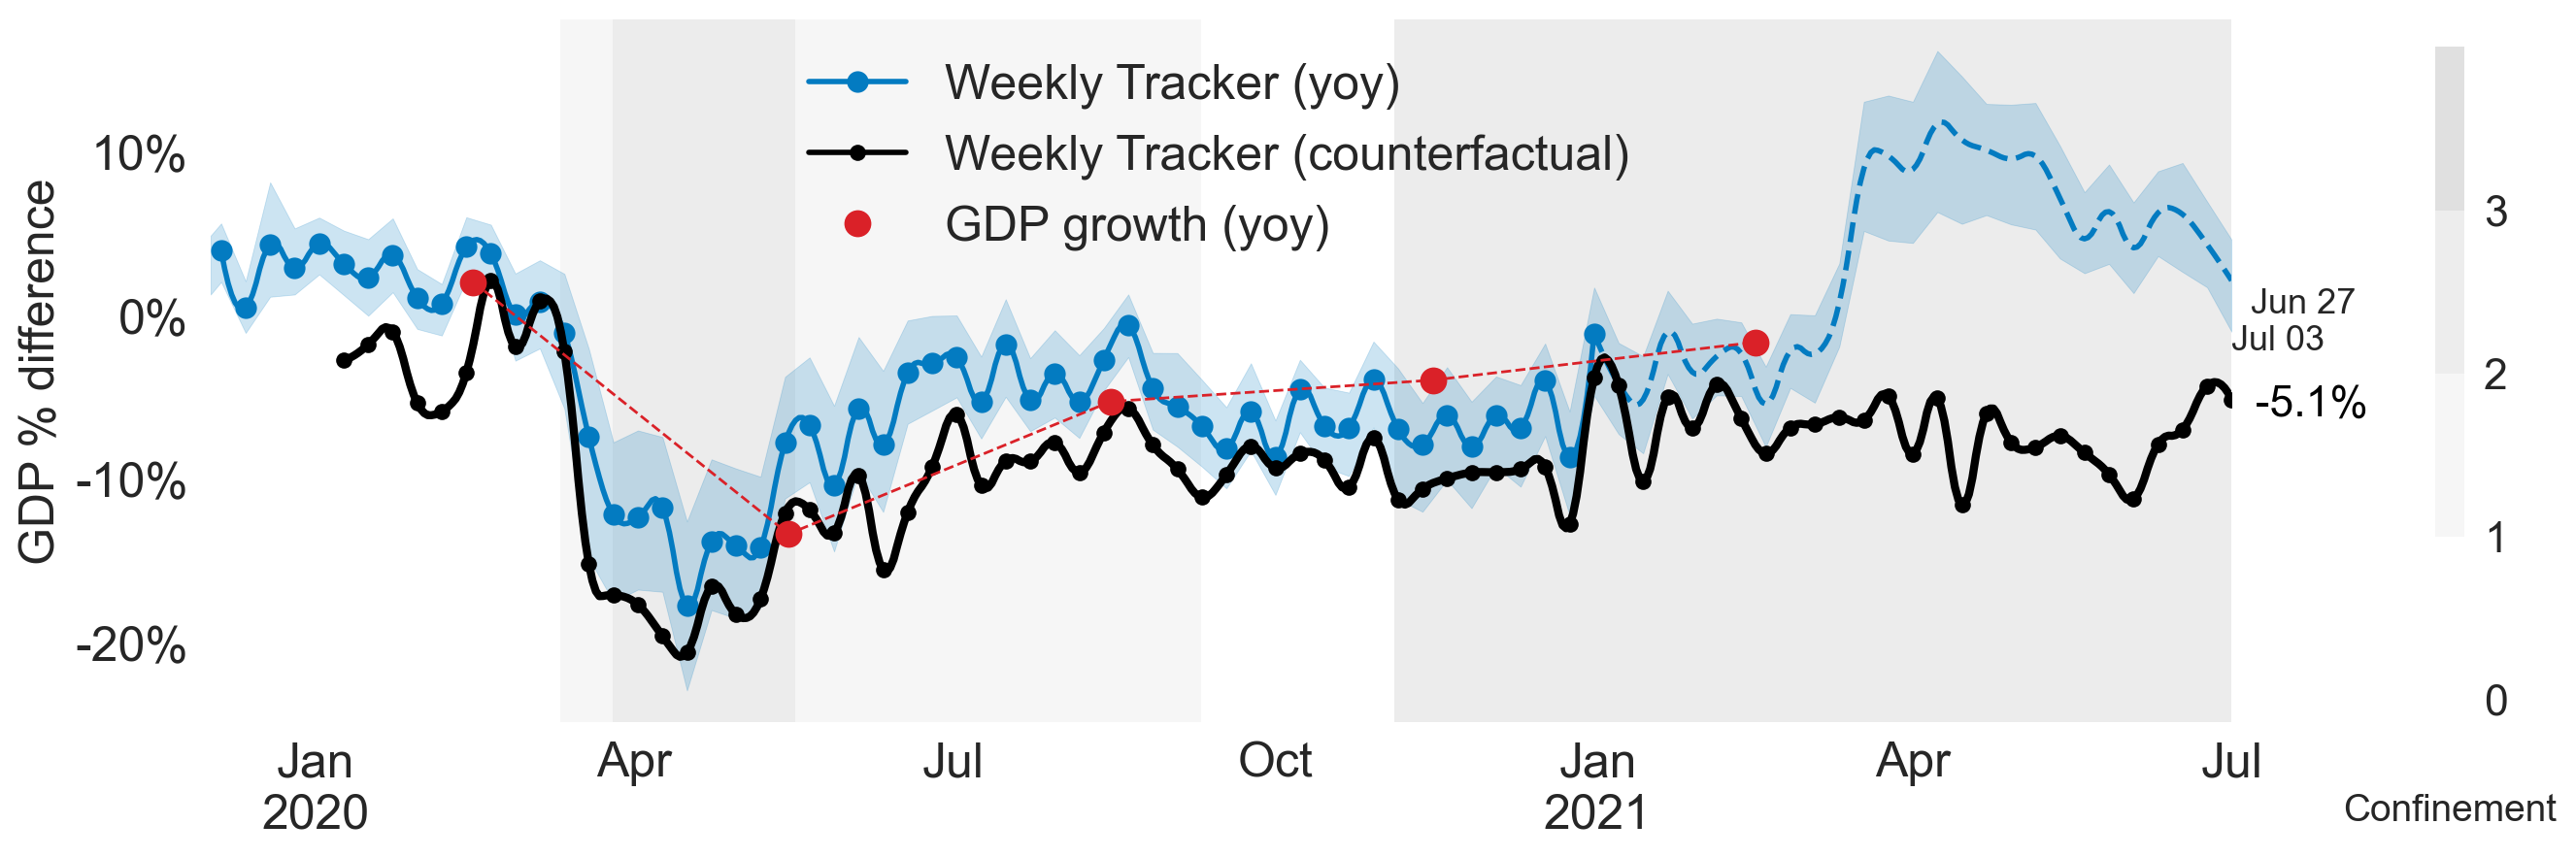 Weekly Tracker (yoy)
Weekly Tracker (counterfactual)
GDP growth (yoy)
GDP % difference
10%
0%
-10%
-20%
Jan
2020
Apr
Jul
Oct
Jan
2021
Apr
Jul
Jun 27
Jul 03
-5.1%
3
2
1
0
Confinement